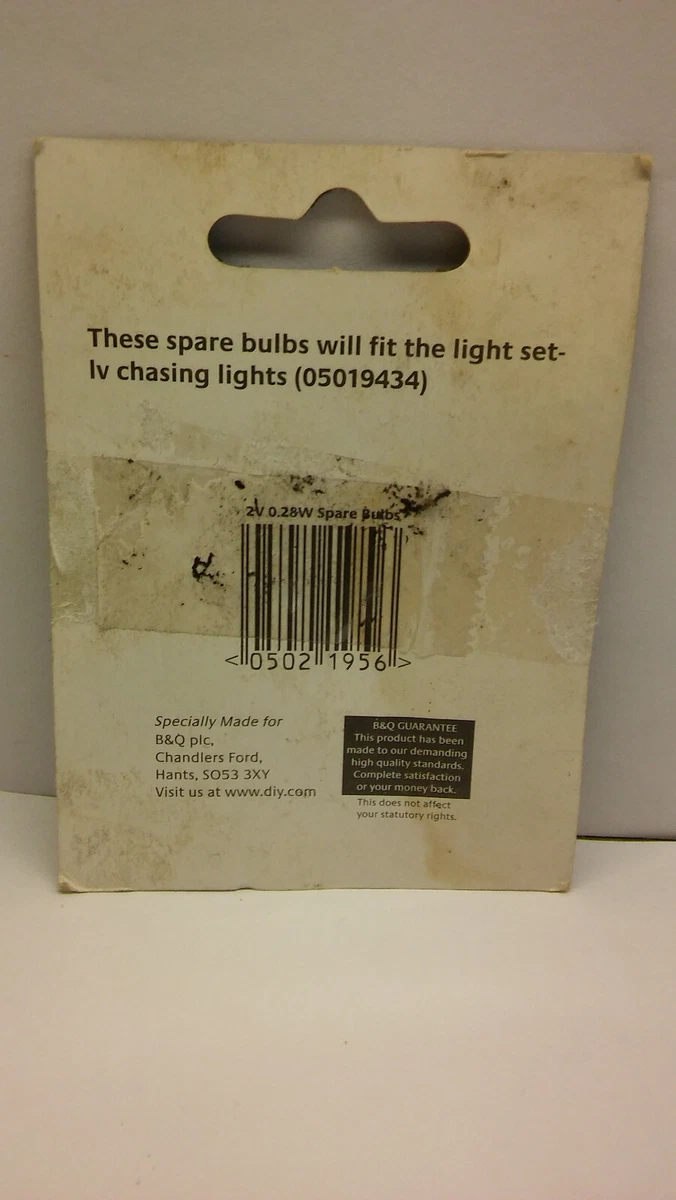 These spare bulbs will fit the light set-
lv chasing lights (05019434)
2V 0.28W Spare Bulbs
<0502 1956>
Specially Made for
B&Q plc,
Chandlers Ford,
Hants, SO53 3XY
Visit us at www.diy.com
B&Q GUARANTEE
This product has been
made to our demanding
high quality standards.
Complete satisfaction
or your money back.
This does not affect
your statutory rights.